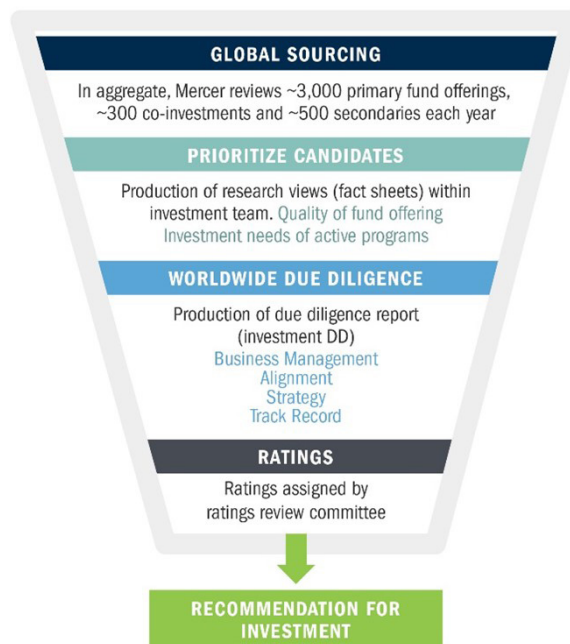 GLOBAL SOURCING
In aggregate, Mercer reviews ~3,000 primary fund offerings,
~300 co-investments and ~500 secondaries each year
PRIORITIZE CANDIDATES
Production of research views (fact sheets) within
investment team. Quality of fund offering
Investment needs of active programs
WORLDWIDE DUE DILIGENCE
Production of due diligence report
(investment DD)
Business Management
Alignment
Strategy
Track Record
RATINGS
Ratings assigned by
ratings review committee
RECOMMENDATION FOR
INVESTMENT